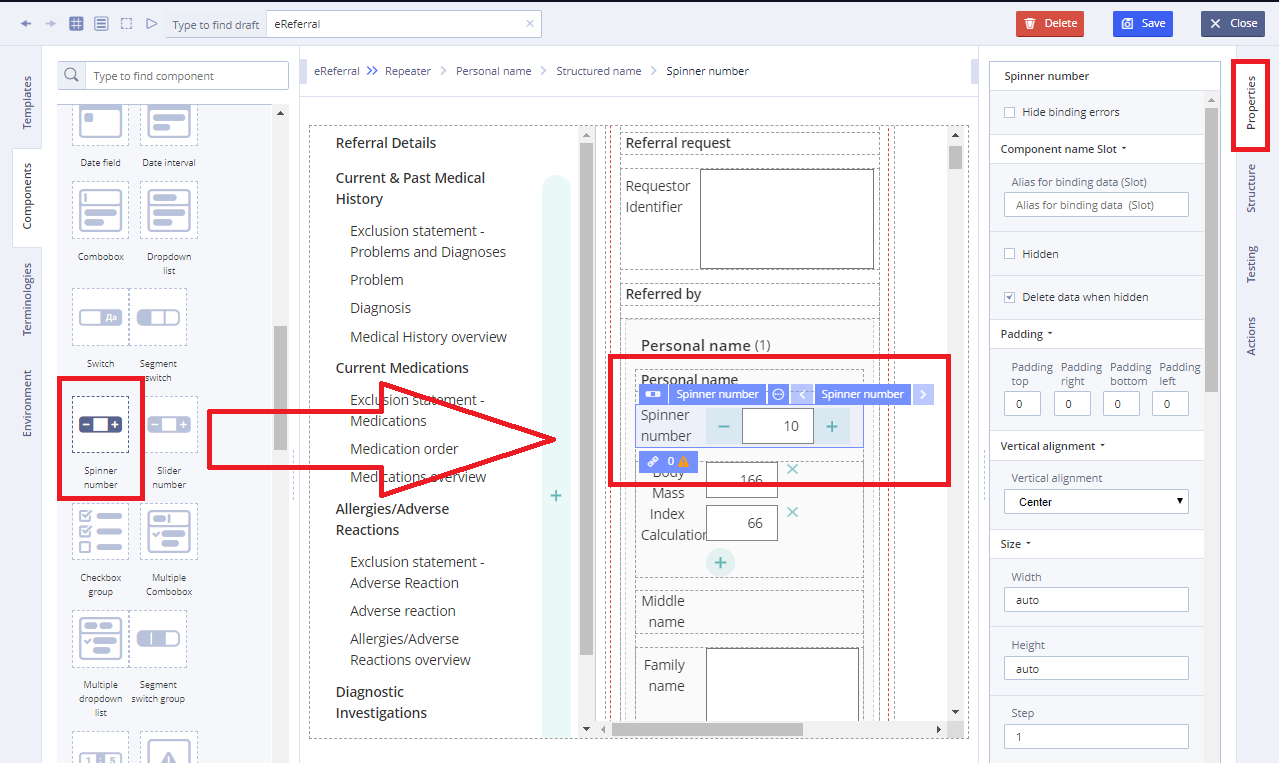 Type to find draft
eReferral
Delete
Save
Close
Templates
Components
Terminologies
Environment
Type to find component
Date field
Date interval
Combobox
Dropdown
list
Да
Switch
Segment
switch
Spinner
number
Slider
number
Checkbox
group
Multiple
Combobox
Multiple
dropdown
list
Segment
switch group
1 : 5
eReferral
Repeater
Personal name
Structured name
Spinner number
Referral Details
Current & Past Medical
History
Exclusion statement -
Problems and Diagnoses
Problem
Diagnosis
Medical History overview
Current Medications
Exclusion statement -
Medications
Medication order
Medications overview
Allergies/Adverse
Reactions
Exclusion statement -
Adverse Reaction
Adverse reaction
Allergies/Adverse
Reactions overview
Diagnostic
Investigations
Referral request
Requestor
Identifier
Referred by
Personal name (1)
Personal name
Spinner number
Spinner number
Spinner
number
10
0
Body
Mass
Index
Calculation
166
66
Middle
name
Family
name
Spinner number
Hide binding errors
Component name Slot
Alias for binding data (Slot)
Alias for binding data (Slot)
Hidden
Delete data when hidden
Padding
Padding
top
Padding
right
Padding
bottom
Padding
left
0
0
0
0
Vertical alignment
Vertical alignment
Center
Size
Width
auto
Height
auto
Step
1
Properties
Structure
Testing
Actions